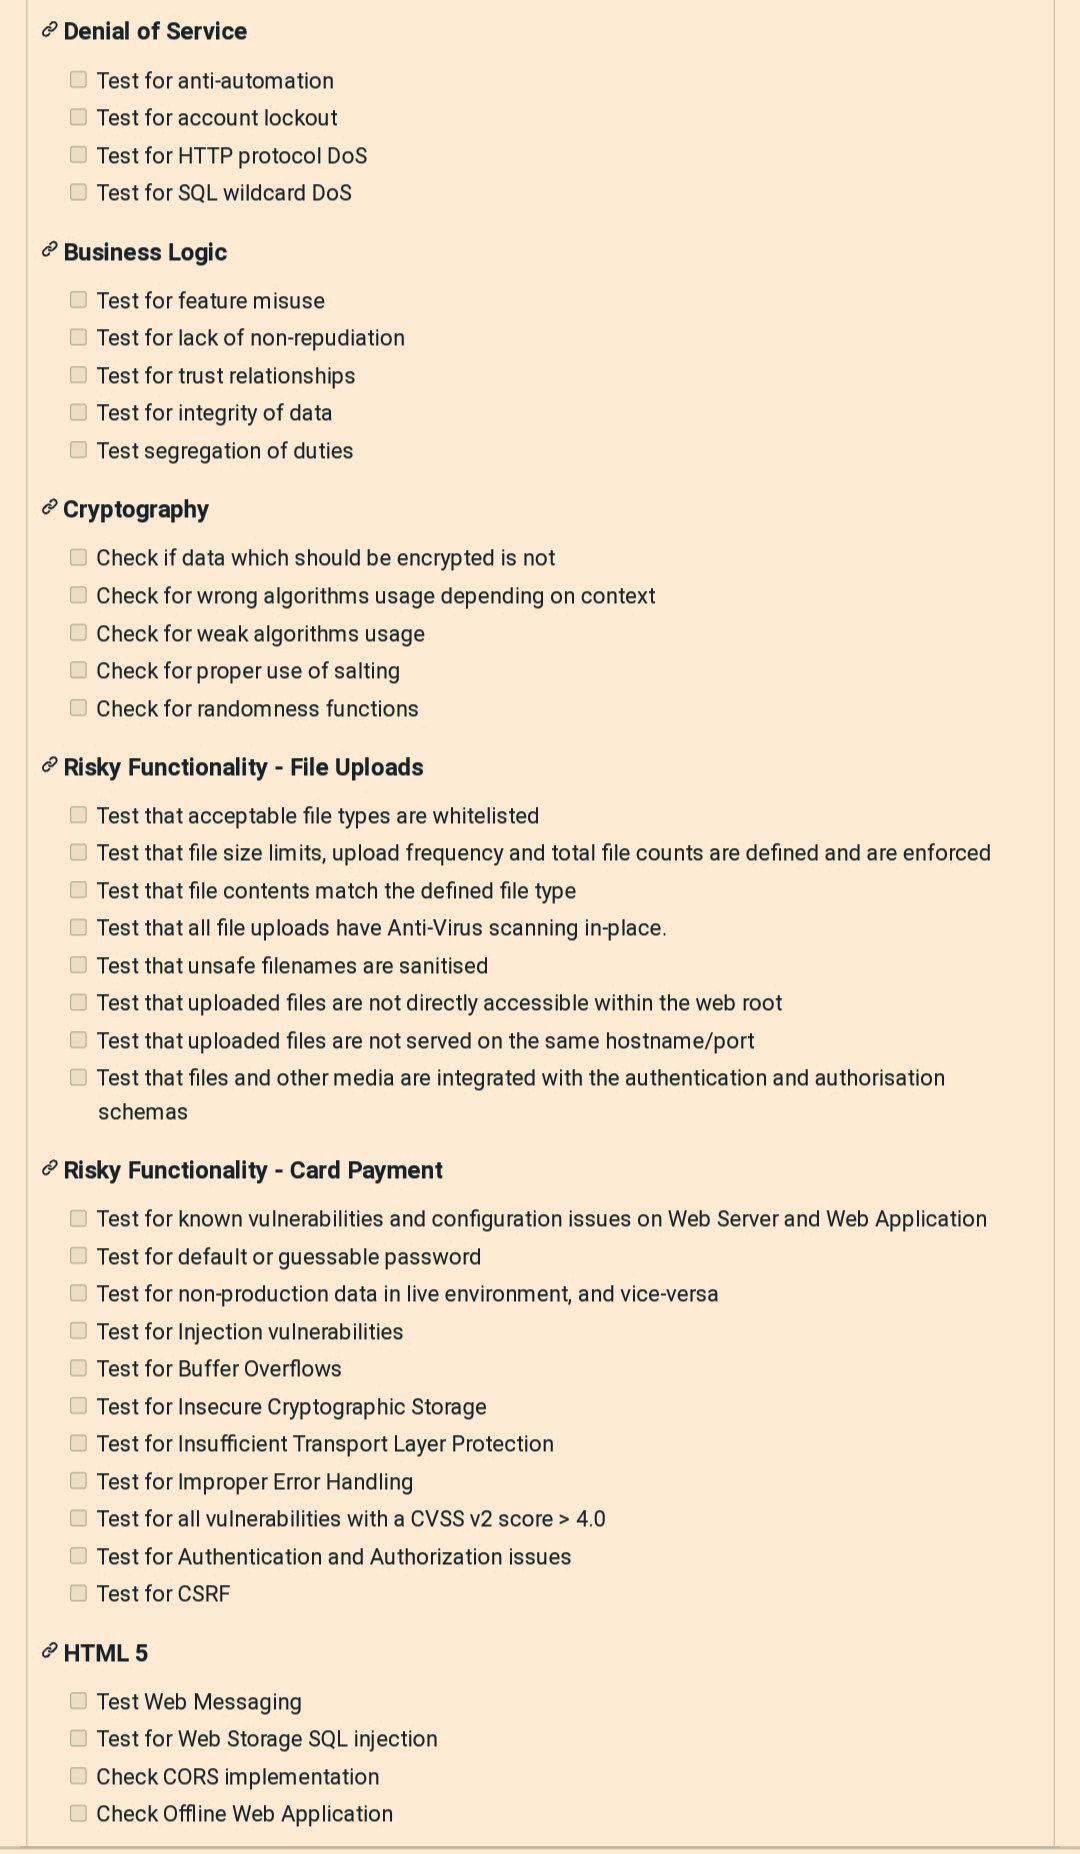 Denial of Service
Test for anti-automation
Test for account lockout
Test for HTTP protocol DoS
Test for SQL wildcard DoS
Business Logic
Test for feature misuse
Test for lack of non-repudiation
Test for trust relationships
Test for integrity of data
Test segregation of duties
Cryptography
Check if data which should be encrypted is not
Check for wrong algorithms usage depending on context
Check for weak algorithms usage
Check for proper use of salting
Check for randomness functions
Risky Functionality - File Uploads
Test that acceptable file types are whitelisted
Test that file size limits, upload frequency and total file counts are defined and are enforced
Test that file contents match the defined file type
Test that all file uploads have Anti-Virus scanning in-place.
Test that unsafe filenames are sanitised
Test that uploaded files are not directly accessible within the web root
Test that uploaded files are not served on the same hostname/port
Test that files and other media are integrated with the authentication and authorisation
schemas
Risky Functionality - Card Payment
Test for known vulnerabilities and configuration issues on Web Server and Web Application
Test for default or guessable password
Test for non-production data in live environment, and vice-versa
Test for Injection vulnerabilities
Test for Buffer Overflows
Test for Insecure Cryptographic Storage
Test for Insufficient Transport Layer Protection
Test for Improper Error Handling
Test for all vulnerabilities with a CVSS v2 score > 4.0
Test for Authentication and Authorization issues
Test for CSRF
HTML 5
Test Web Messaging
Test for Web Storage SQL injection
Check CORS implementation
Check Offline Web Application